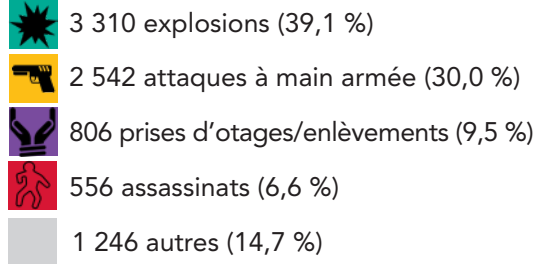 3 310 explosions (39,1 %)
2 542 attaques à main armée (30,0 %)
806 prises d’otages/enlèvements (9,5 %)
556 assassinats (6,6 %)
1 246 autres (14,7 %)